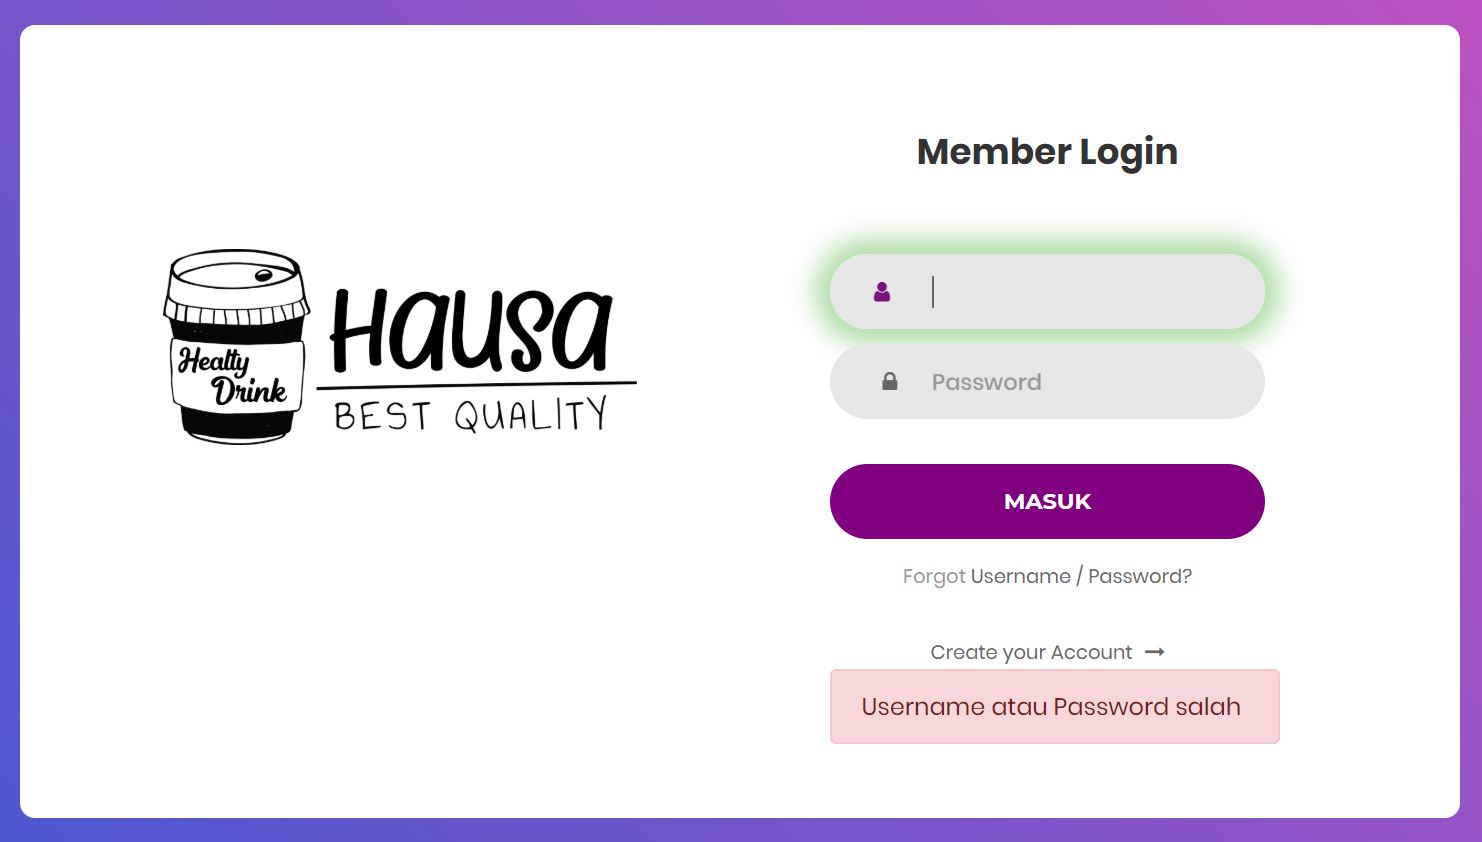 Healty
Drink
Hausa
BEST QUALITY
Member Login
Password
MASUK
Forgot Username / Password?
Create your Account →
Username atau Password salah